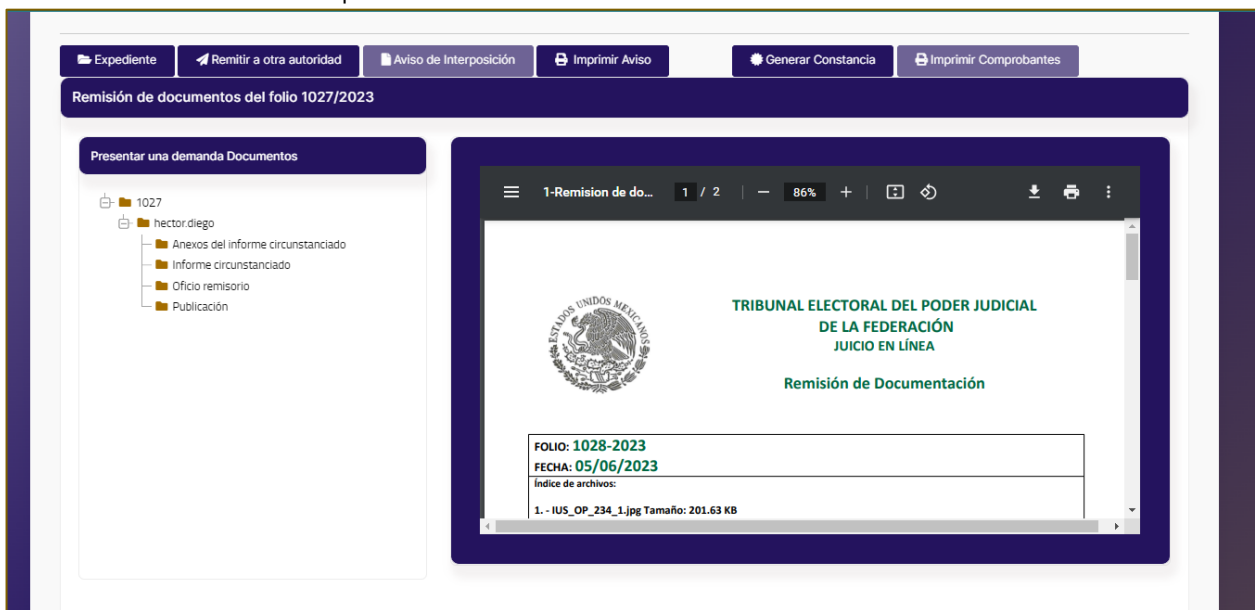 Expediente
Remitir a otra autoridad
Aviso de Interposición
Imprimir Aviso
Generar Constancia
Imprimir Comprobantes
Remisión de documentos del folio 1027/2023
Presentar una demanda Documentos
1027
hector.diego
Anexos del informe circunstanciado
Informe circunstanciado
Oficio remisorio
Publicación
1-Remision de do... 1 / 2 86%
ESTADOS UNIDOS MEXICANOS
TRIBUNAL ELECTORAL DEL PODER JUDICIAL
DE LA FEDERACIÓN
JUICIO EN LÍNEA
Remisión de Documentación
FOLIO: 1028-2023
FECHA: 05/06/2023
Índice de archivos:
1. - IUS_OP_234_1.jpg Tamaño: 201.63 KB